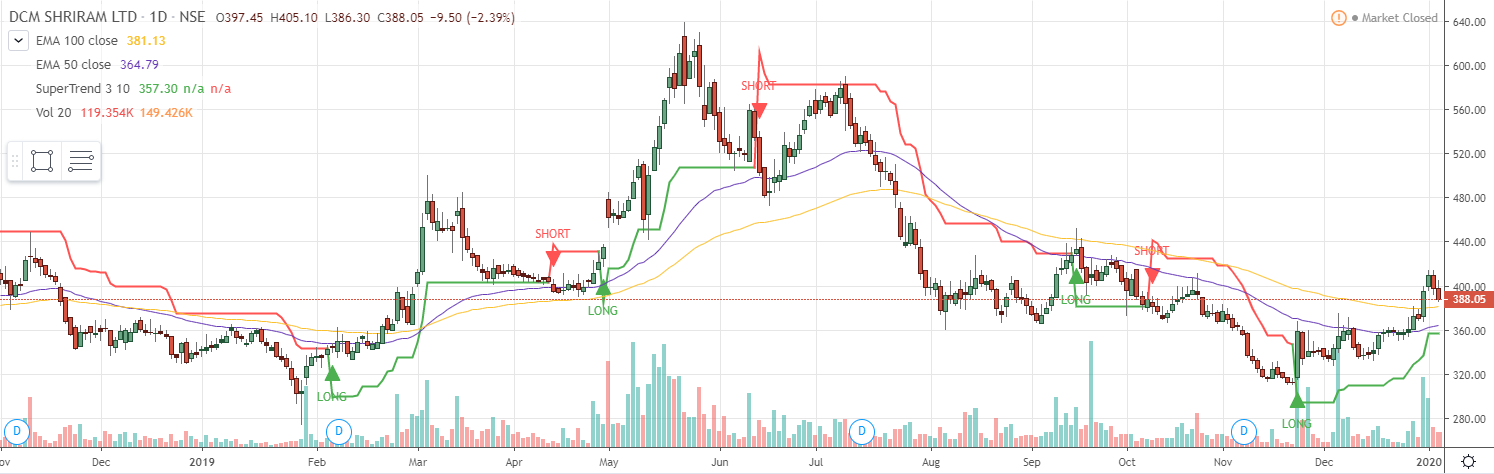 DCM SHRIRAM LTD · 1D · NSE O397.45 H405.10 L386.30 C388.05 −9.50 (−2.39%)
Market Closed
EMA 100 close 381.13
EMA 50 close 364.79
SuperTrend 3 10 357.30 n/a n/a
Vol 20 119.354K 149.426K
640.00
600.00
SHORT
560.00
520.00
480.00
SHORT
440.00
SHORT
400.00
LONG
388.05
LONG
360.00
320.00
LONG
280.00
LONG
D
D
D
D
ov Dec 2019 Feb Mar Apr May Jun Jul Aug Sep Oct Nov Dec 2020